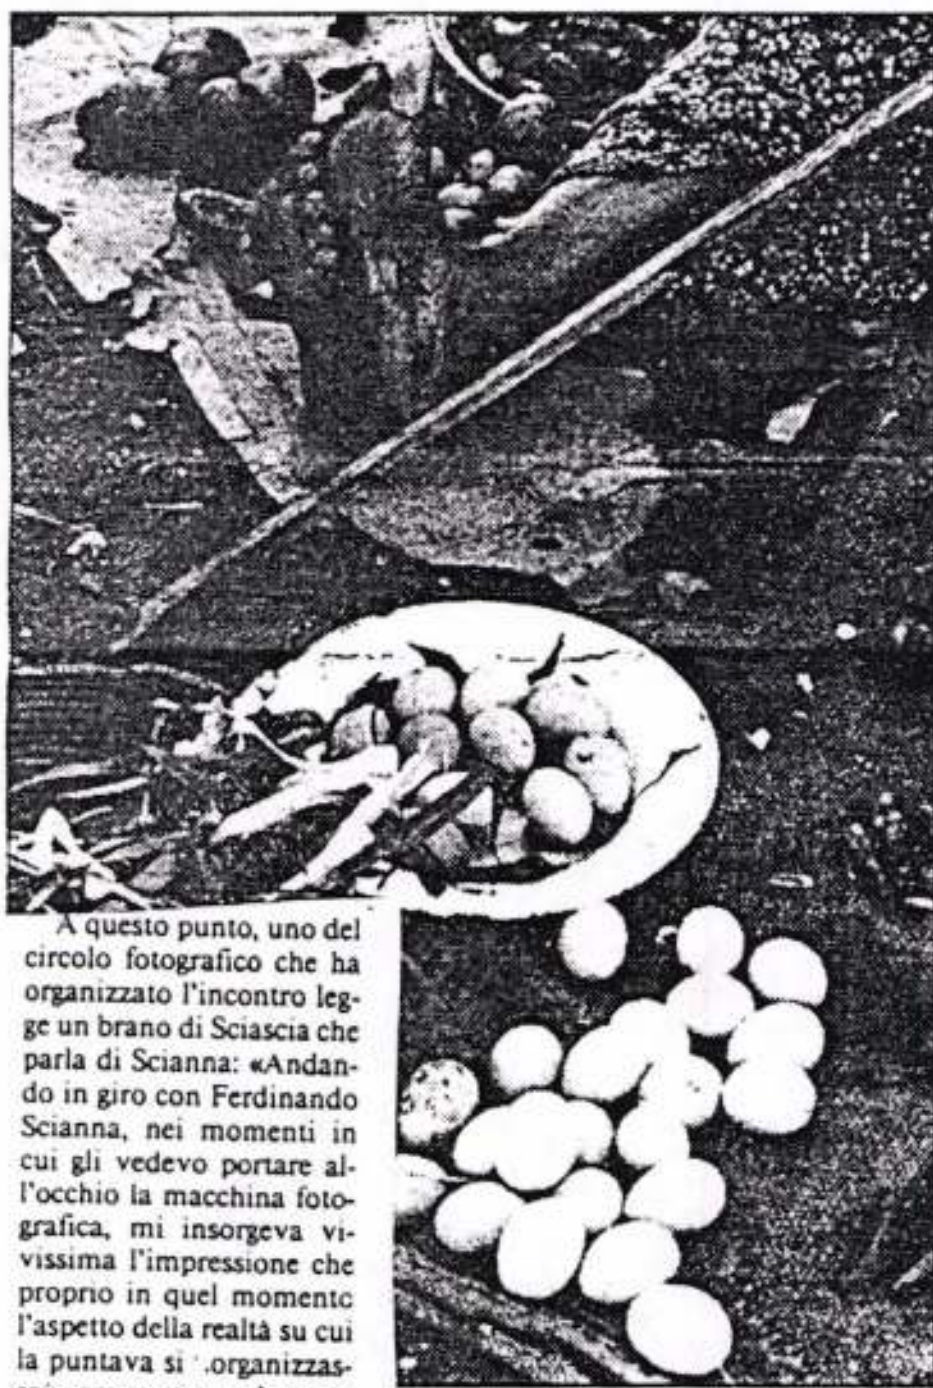 A questo punto, uno del
circolo fotografico che ha
organizzato l'incontro leg-
ge un brano di Sciascia che
parla di Scianna: «Andan-
do in giro con Ferdinando
Scianna, nei momenti in
cui gli vedevo portare al-
l'occhio la macchina foto-
grafica, mi insorgeva vi-
vissima l'impressione che
proprio in quel momento
l'aspetto della realtà su cui
la puntava si organizzas-